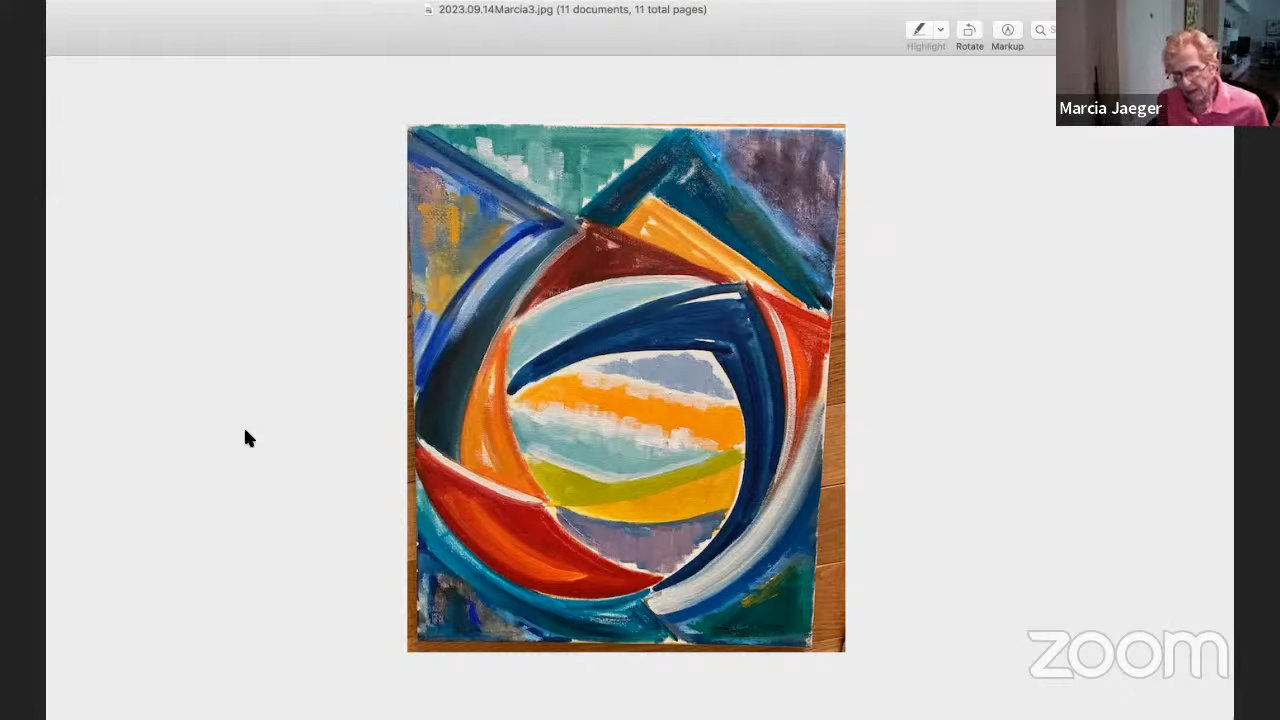 2023.09.14Marcia3.jpg (11 documents, 11 total pages)
Highlight
Rotate
Markup
Marcia Jaeger
zoom